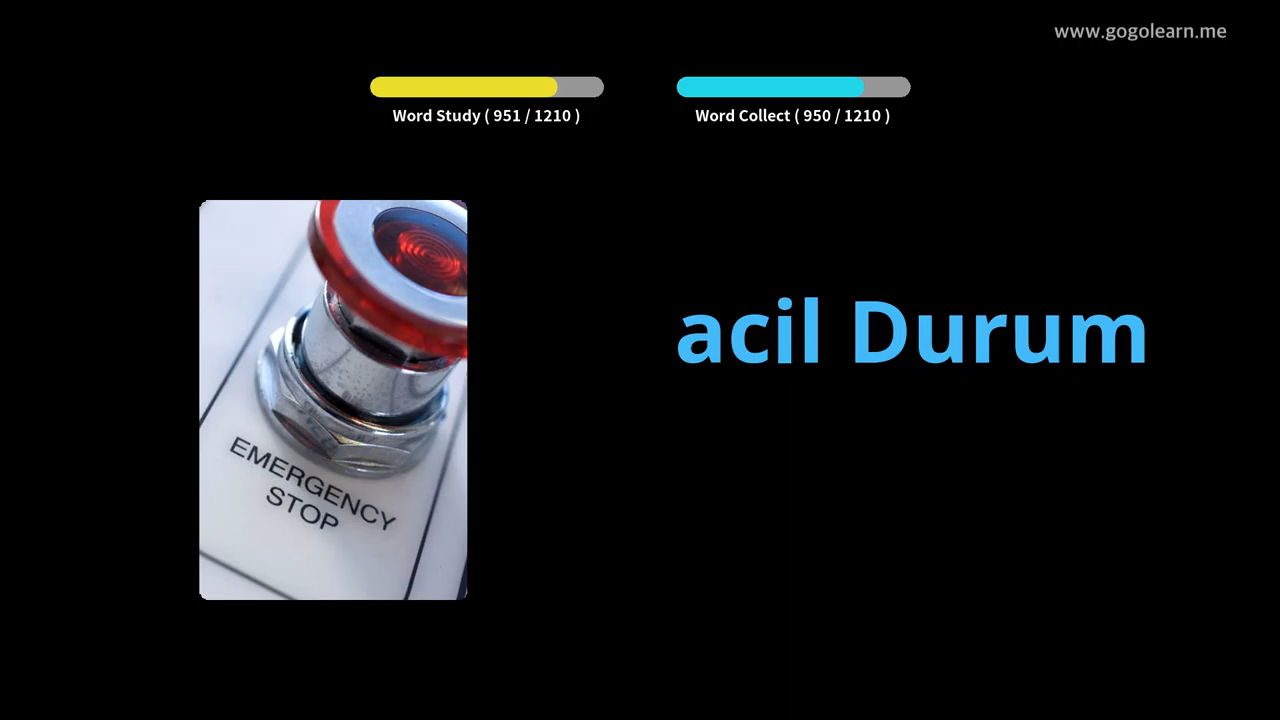 www.gogolearn.me
Word Study ( 951 / 1210 )
Word Collect ( 950 / 1210 )
acil Durum
EMERGENCY
STOP